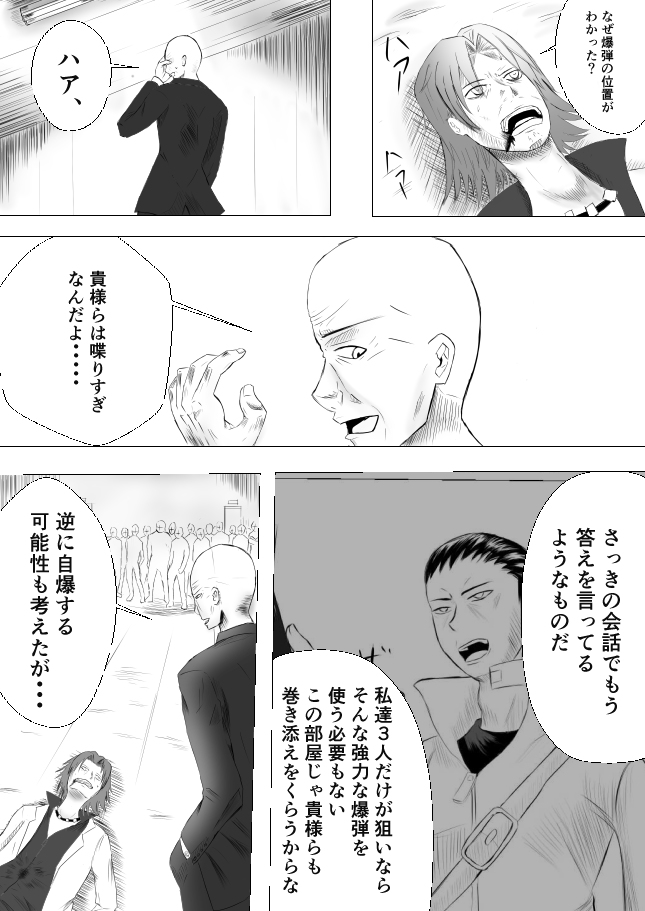 なぜ爆弾の位置が
わかった？
ハア
ハア
ハア、
貴様らは喋りすぎ
なんだよ・・・・・
さっきの会話でもう
答えを言ってる
ようなものだ
私達３人だけが狙いなら
そんな強力な爆弾を
使う必要もない
この部屋じゃ貴様らも
巻き添えをくらうからな
逆に自爆する
可能性も考えたが・・・